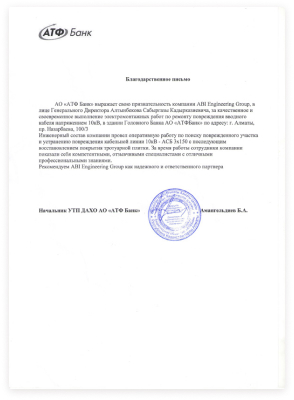 АТФ Банк
Благодарственное письмо
АО «АТФ Банк» выражает свою признательность компании ABI Engineering Group, в
лице Генерального Директора Алтынбекова Сабыргазы Кадыргазиевича, за качественное и
своевременное выполнение электромонтажных работ по ремонту повреждения вводного
кабеля напряжением 10кВ, в здании Головного Банка АО «АТФБанк» по адресу: г. Алматы,
пр. Назарбаева, 100/3
Инженерный состав компании провел оперативную работу по поиску поврежденного участка
и устранению повреждения кабельной линии 10кВ - АСБ 3х150 с последующим
восстановлением покрытия тротуарной плитки. За время работы сотрудники компании
показали себя компетентными, отзывчивыми специалистами с отличными
профессиональными знаниями.
Рекомендуем ABI Engineering Group как надежного и ответственного партнера
Начальник УТП ДАХО АО «АТФ Банк» Амангельдиев Б.А.